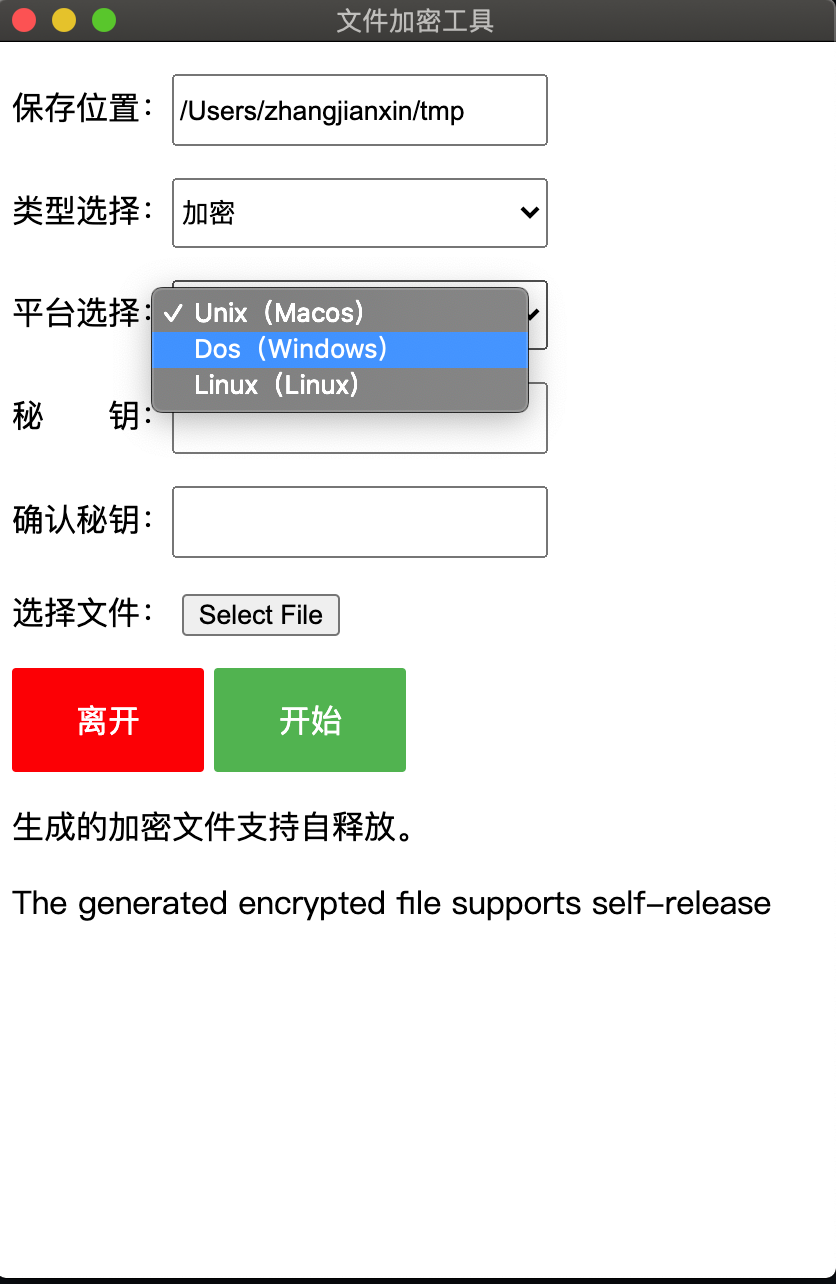 文件加密工具
保存位置： /Users/zhangjianxin/tmp
类型选择： 加密
平台选择： ✓ Unix（Macos）
Dos（Windows）
Linux（Linux）
秘　　钥：
确认秘钥：
选择文件： Select File
离开 开始
生成的加密文件支持自释放。
The generated encrypted file supports self-release